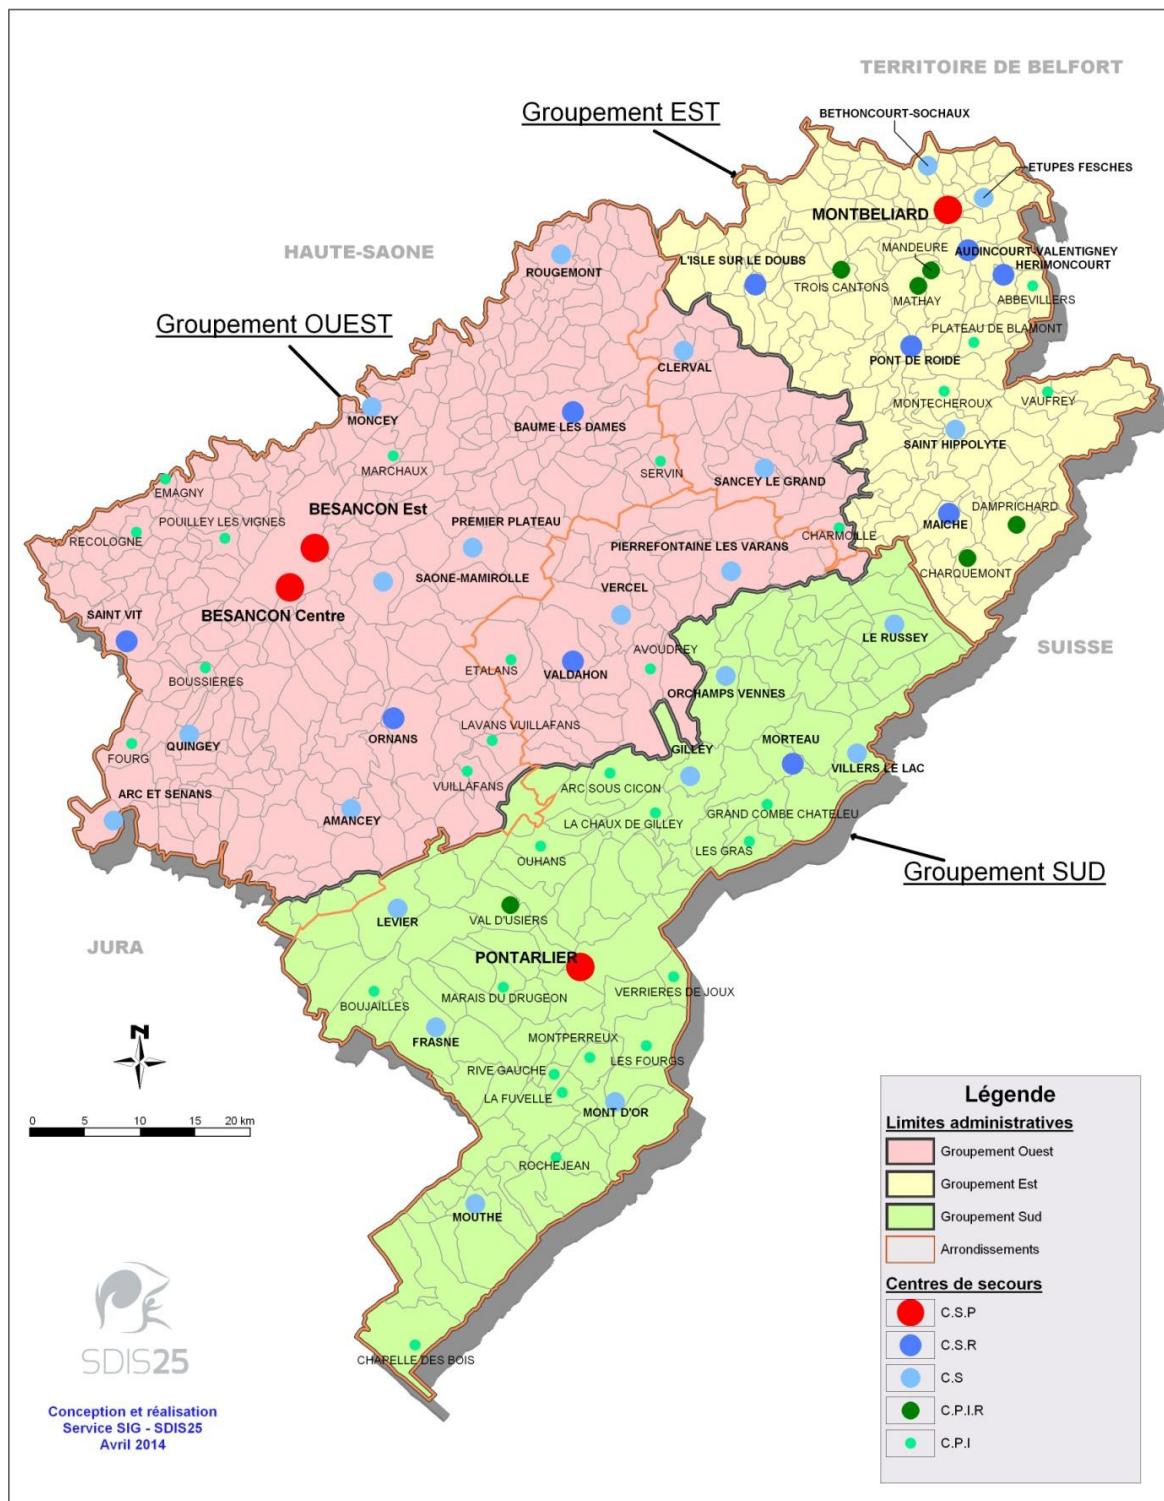 TERRITOIRE DE BELFORT
Groupement EST
BETHONCOURT-SOCHAUX
ETUPES FESCHES
MONTBELIARD
HAUTE-SAONE
MANDEURE
AUDINCOURT-VALENTIGNEY
L'ISLE SUR LE DOUBS
HERIMONCOURT
ROUGEMONT
TROIS CANTONS
MATHAY
ABBEVILLERS
Groupement OUEST
PLATEAU DE BLAMONT
PONT DE ROIDE
CLERVAL
MONTECHEROUX
VAUFREY
MONCEY
BAUME LES DAMES
SAINT HIPPOLYTE
MARCHAUX
SERVIN
SANCEY LE GRAND
EMAGNY
DAMPRICHARD
BESANCON Est
POUILLEY LES VIGNES
PREMIER PLATEAU
MAICHE
RECOLOGNE
CHARMOILLE
PIERREFONTAINE LES VARANS
CHARQUEMONT
SAONE-MAMIROLLE
BESANCON Centre
VERCEL
SAINT VIT
LE RUSSEY
SUISSE
AVOUDREY
ETALANS
VALDAHON
BOUSSIERES
ORCHAMPS VENNES
LAVANS VUILLAFANS
ORNANS
QUINGEY
GILLEY
MORTEAU
FOURG
VILLERS LE LAC
VUILLAFANS
ARC SOUS CICON
ARC ET SENANS
AMANCEY
GRAND COMBE CHATELEU
LA CHAUX DE GILLEY
LES GRAS
OUHANS
Groupement SUD
LEVIER
VAL D'USIERS
JURA
PONTARLIER
VERRIERES DE JOUX
MARAIS DU DRUGEON
BOUJAILLES
N
FRASNE
MONTPERREUX
LES FOURGS
RIVE GAUCHE
LA FUVELLE
MONT D'OR
0 5 10 15 20 km
ROCHEJEAN
MOUTHE
CHAPELLE DES BOIS
Légende
Limites administratives
Groupement Ouest
Groupement Est
Groupement Sud
Arrondissements
Centres de secours
C.S.P
C.S.R
C.S
C.P.I.R
C.P.I
SDIS25
Conception et réalisation
Service SIG - SDIS25
Avril 2014